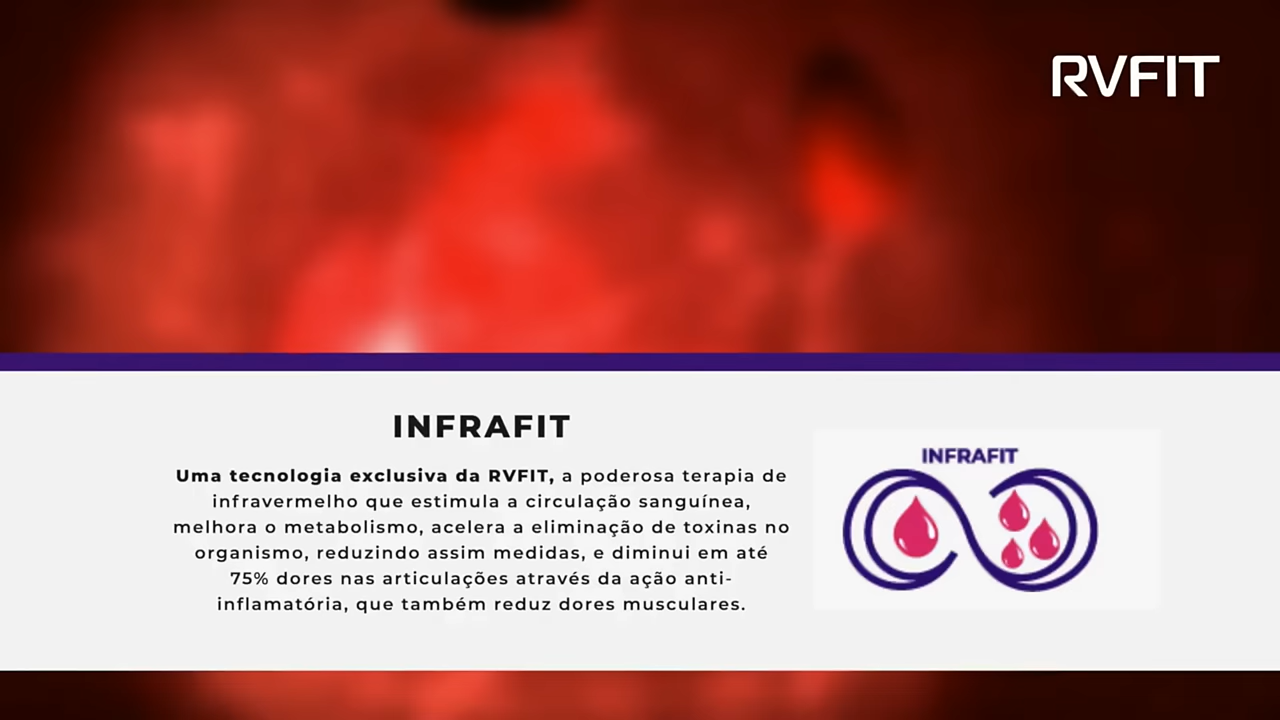 RVFIT
INFRAFIT
Uma tecnologia exclusiva da RVFIT, a poderosa terapia de
infravermelho que estimula a circulação sanguínea,
melhora o metabolismo, acelera a eliminação de toxinas no
organismo, reduzindo assim medidas, e diminui em até
75% dores nas articulações através da ação anti-
inflamatória, que também reduz dores musculares.
INFRAFIT